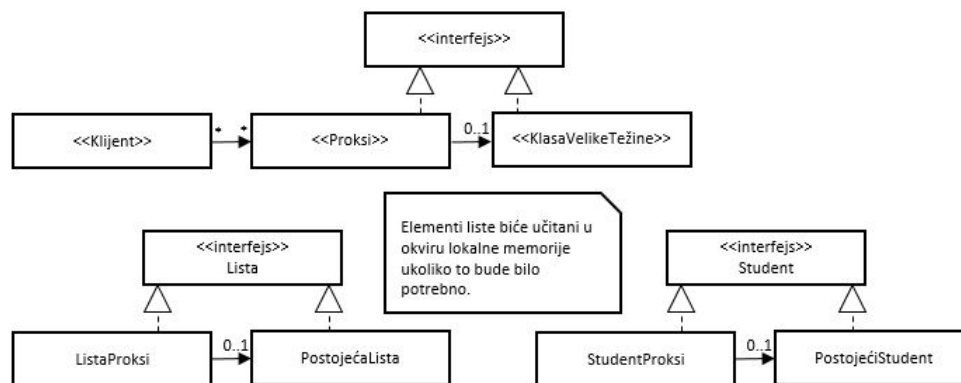 <<interfejs>>
<<Klijent>>
*
*
<<Proksi>>
0..1
<<KlasaVelikeTežine>>
Elementi liste biće učitani u
okviru lokalne memorije
ukoliko to bude bilo
potrebno.
<<interfejs>>
Lista
<<interfejs>>
Student
ListaProksi
0..1
PostojećaLista
StudentProksi
0..1
PostojećiStudent